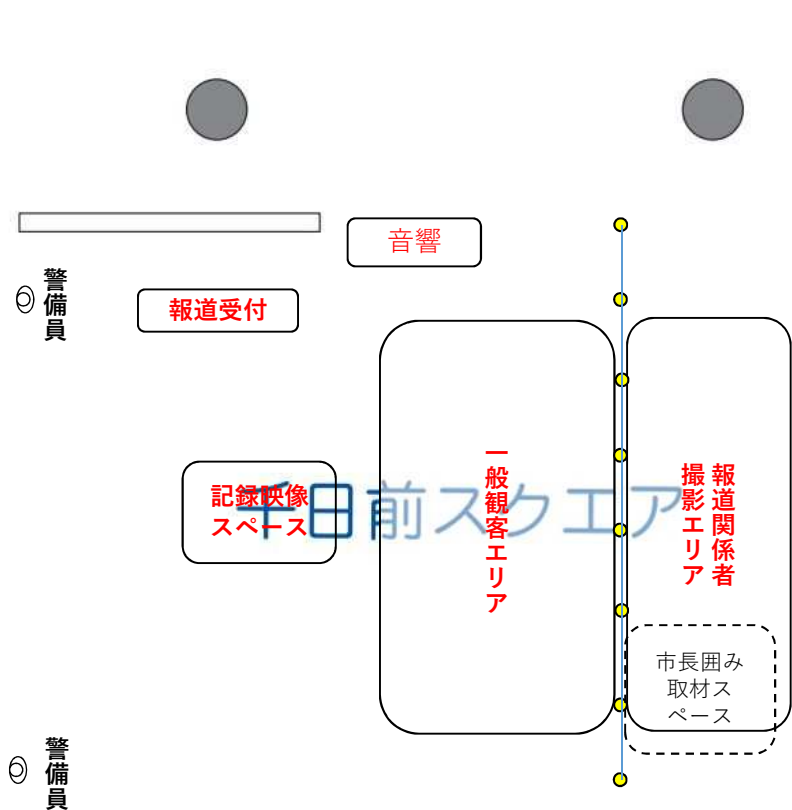 音響
警備員
報道受付
記録映像
スペース
千日前スクエア
一般観客エリア
報道関係者
撮影エリア
市長囲み
取材ス
ペース
警備員